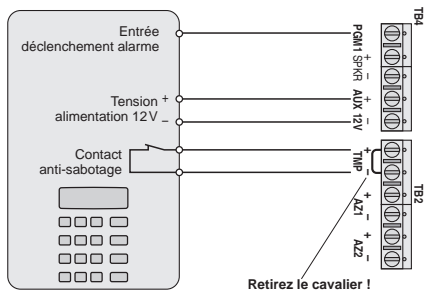 Entrée
déclenchement alarme
Tension +
alimentation 12V –
Contact
anti-sabotage
TB4
PGM1
SPKR + –
AUX 12V + –
TMP + –
TB2
AZ1 + –
AZ2 + –
Retirez le cavalier !